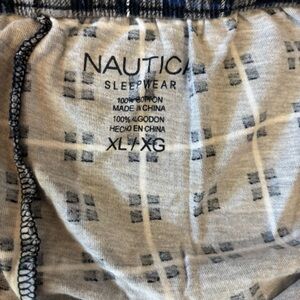 NAUTICA
SLEEPWEAR
100% COTTON
MADE IN CHINA
100% ALGODON
HECHO EN CHINA
XL / XG